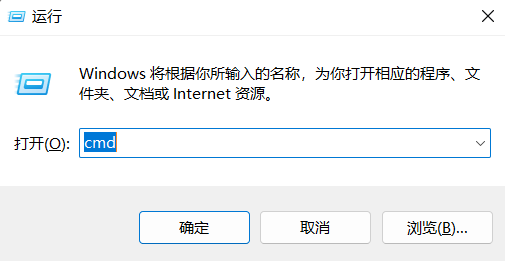 运行
Windows 将根据你所输入的名称，为你打开相应的程序、文
件夹、文档或 Internet 资源。
打开(O): cmd
确定 取消 浏览(B)...